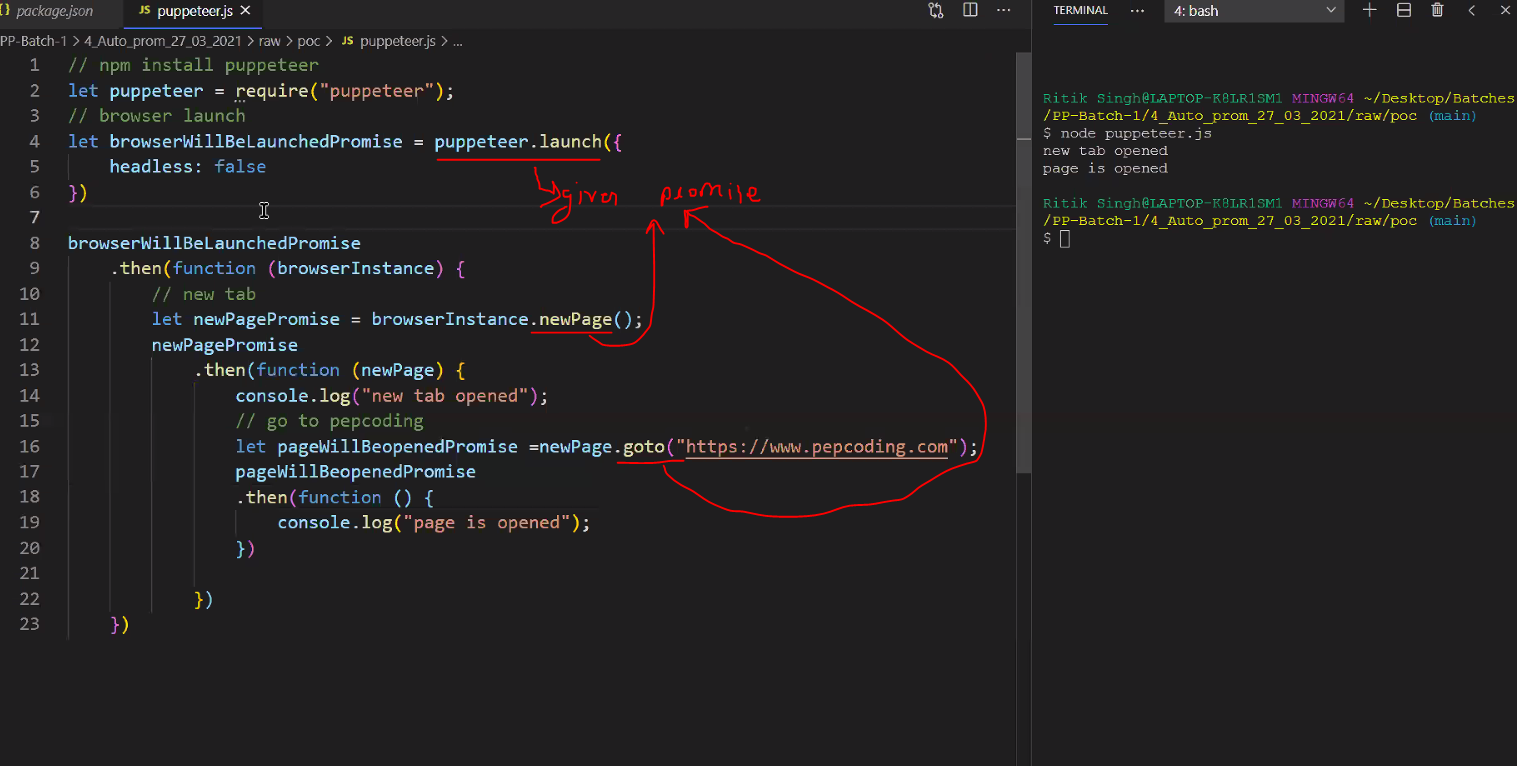 package.json
JS puppeteer.js ×
PP-Batch-1 > 4_Auto_prom_27_03_2021 > raw > poc > JS puppeteer.js > ...
1 // npm install puppeteer
2 let puppeteer = require("puppeteer");
3 // browser launch
4 let browserWillBeLaunchedPromise = puppeteer.launch({
5 headless: false
6 })
7
8 browserWillBeLaunchedPromise
9 .then(function (browserInstance) {
10 // new tab
11 let newPagePromise = browserInstance.newPage();
12 newPagePromise
13 .then(function (newPage) {
14 console.log("new tab opened");
15 // go to pepcoding
16 let pageWillBeopenedPromise =newPage.goto("https://www.pepcoding.com");
17 pageWillBeopenedPromise
18 .then(function () {
19 console.log("page is opened");
20 })
21
22 })
23 })
gives promise
TERMINAL ... 4: bash
Ritik Singh@LAPTOP-K8LR1SM1 MINGW64 ~/Desktop/Batches
/PP-Batch-1/4_Auto_prom_27_03_2021/raw/poc (main)
$ node puppeteer.js
new tab opened
page is opened
Ritik Singh@LAPTOP-K8LR1SM1 MINGW64 ~/Desktop/Batches
/PP-Batch-1/4_Auto_prom_27_03_2021/raw/poc (main)
$